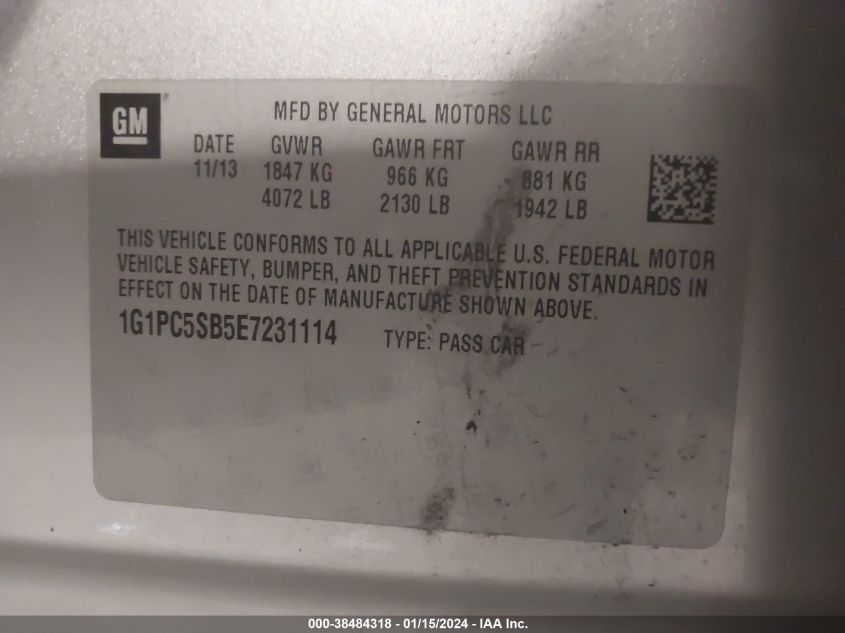 GM ®
MFD BY GENERAL MOTORS LLC
DATE GVWR GAWR FRT GAWR RR
11/13 1847 KG 966 KG 881 KG
4072 LB 2130 LB 1942 LB
THIS VEHICLE CONFORMS TO ALL APPLICABLE U.S. FEDERAL MOTOR
VEHICLE SAFETY, BUMPER, AND THEFT PREVENTION STANDARDS IN
EFFECT ON THE DATE OF MANUFACTURE SHOWN ABOVE.
1G1PC5SB5E7231114 TYPE: PASS CAR
000-38484318 - 01/15/2024 - IAA Inc.